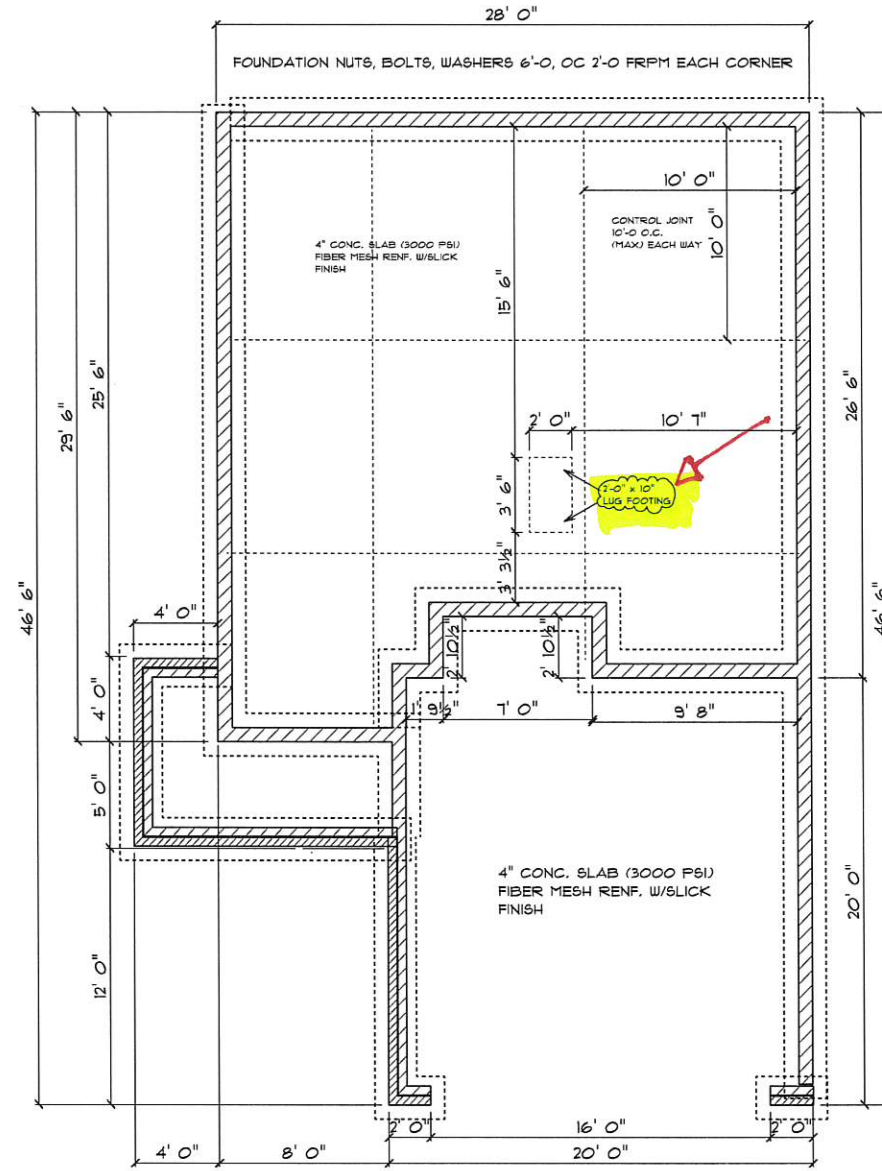 28' 0"
FOUNDATION NUTS, BOLTS, WASHERS 6'-0, OC 2'-0 FRPM EACH CORNER
10' 0"
CONTROL JOINT
10'-0 O.C.
(MAX) EACH WAY
10' 0"
4" CONC. SLAB (3000 PSI)
FIBER MESH RENF. W/SLICK
FINISH
15' 6"
25' 6"
29' 6"
26' 6"
2' 0"
10' 7"
2'-0" x 10"
LUG FOOTING
3' 6"
3' 3½"
46' 6"
46' 6"
4' 0"
2' 10½"
2' 10½"
4' 0"
1' 9½"
7' 0"
9' 8"
5' 0"
4" CONC. SLAB (3000 PSI)
FIBER MESH RENF. W/SLICK
FINISH
20' 0"
12' 0"
2' 0"
16' 0"
2' 0"
4' 0"
8' 0"
20' 0"